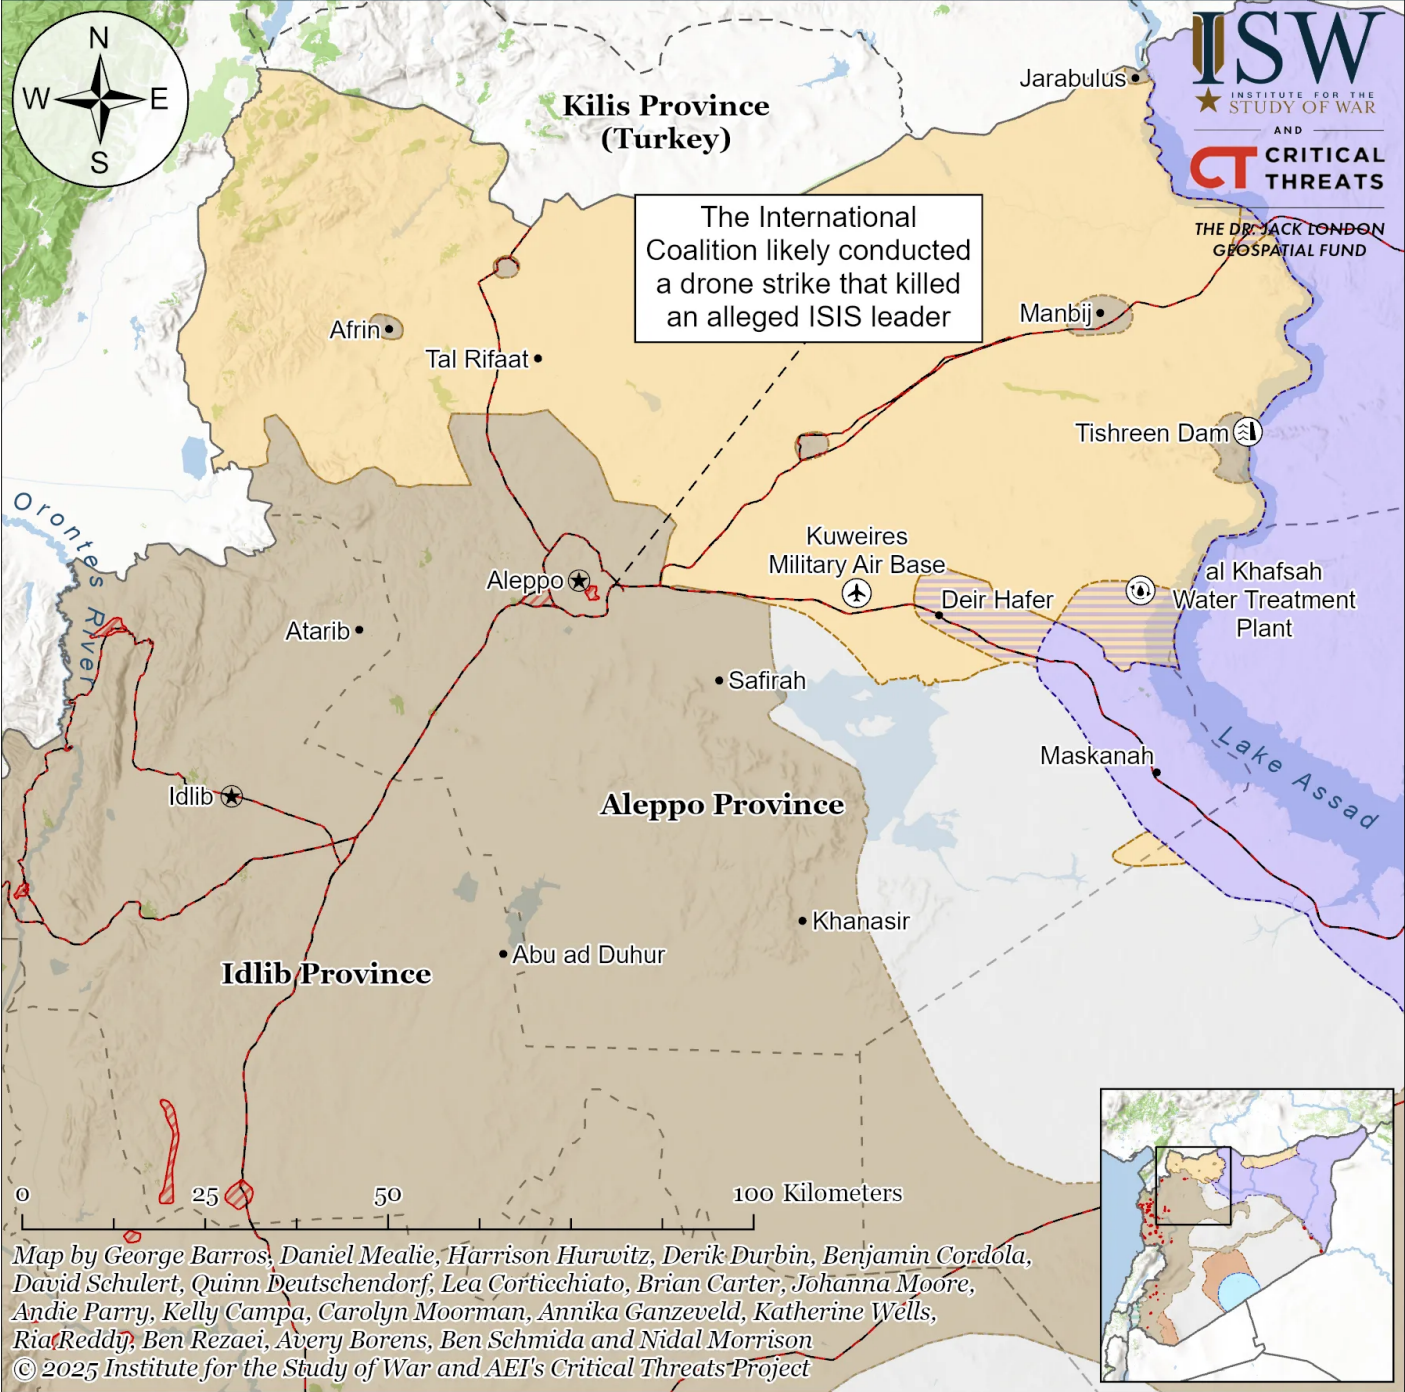 N
W
E
S
Kilis Province
(Turkey)
Jarabulus
ISW
INSTITUTE FOR THE
STUDY OF WAR
AND
CT CRITICAL
THREATS
THE DR. JACK LONDON
GEOSPATIAL FUND
The International
Coalition likely conducted
a drone strike that killed
an alleged ISIS leader
Afrin
Tal Rifaat
Manbij
Tishreen Dam
Orontes River
Kuweires
Military Air Base
Aleppo
Deir Hafer
al Khafsah
Water Treatment
Plant
Atarib
Safirah
Maskanah
Lake Assad
Idlib
Aleppo Province
Khanasir
Abu ad Duhur
Idlib Province
0 25 50 100 Kilometers
Map by George Barros, Daniel Mealie, Harrison Hurwitz, Derik Durbin, Benjamin Cordola,
David Schulert, Quinn Deutschendorf, Lea Corticchiato, Brian Carter, Johanna Moore,
Andie Parry, Kelly Campa, Carolyn Moorman, Annika Ganzeveld, Katherine Wells,
Ria Reddy, Ben Rezaei, Avery Borens, Ben Schmida and Nidal Morrison
© 2025 Institute for the Study of War and AEI's Critical Threats Project